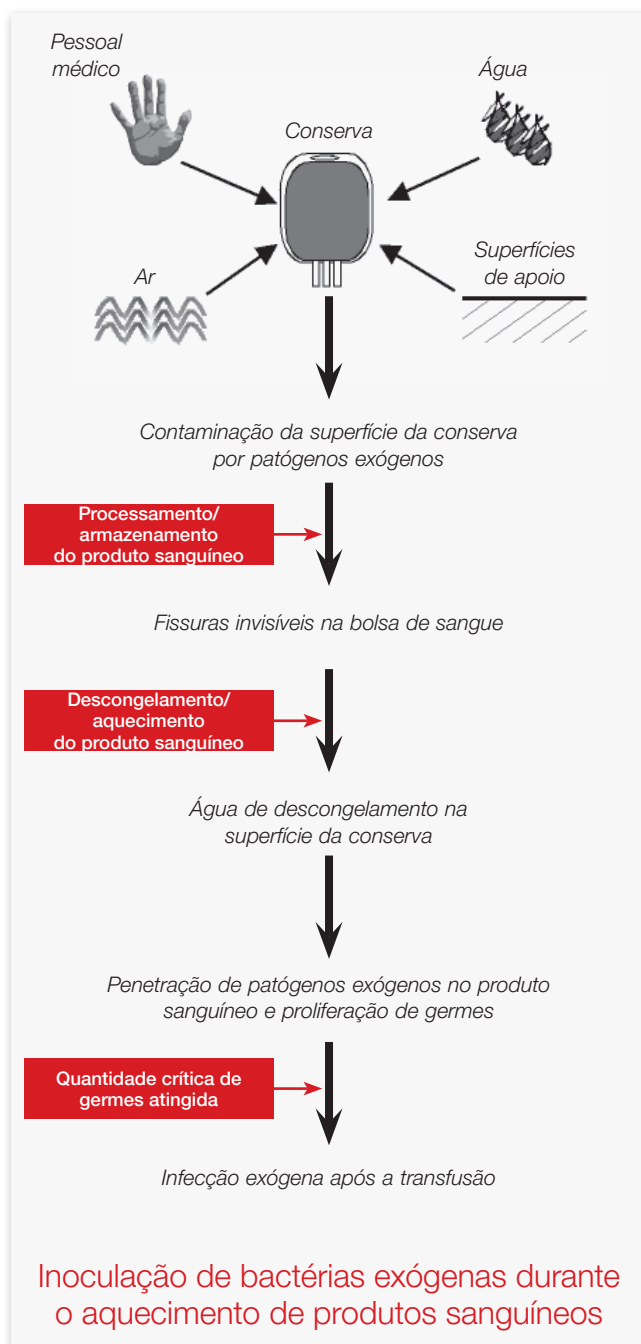 Pessoal
médico
Água
Conserva
Ar
Superfícies
de apoio
Contaminação da superfície da conserva
por patógenos exógenos
Processamento/
armazenamento
do produto sanguíneo
Fissuras invisíveis na bolsa de sangue
Descongelamento/
aquecimento
do produto sanguíneo
Água de descongelamento na
superfície da conserva
Penetração de patógenos exógenos no produto
sanguíneo e proliferação de germes
Quantidade crítica de
germes atingida
Infecção exógena após a transfusão
Inoculação de bactérias exógenas durante
o aquecimento de produtos sanguíneos